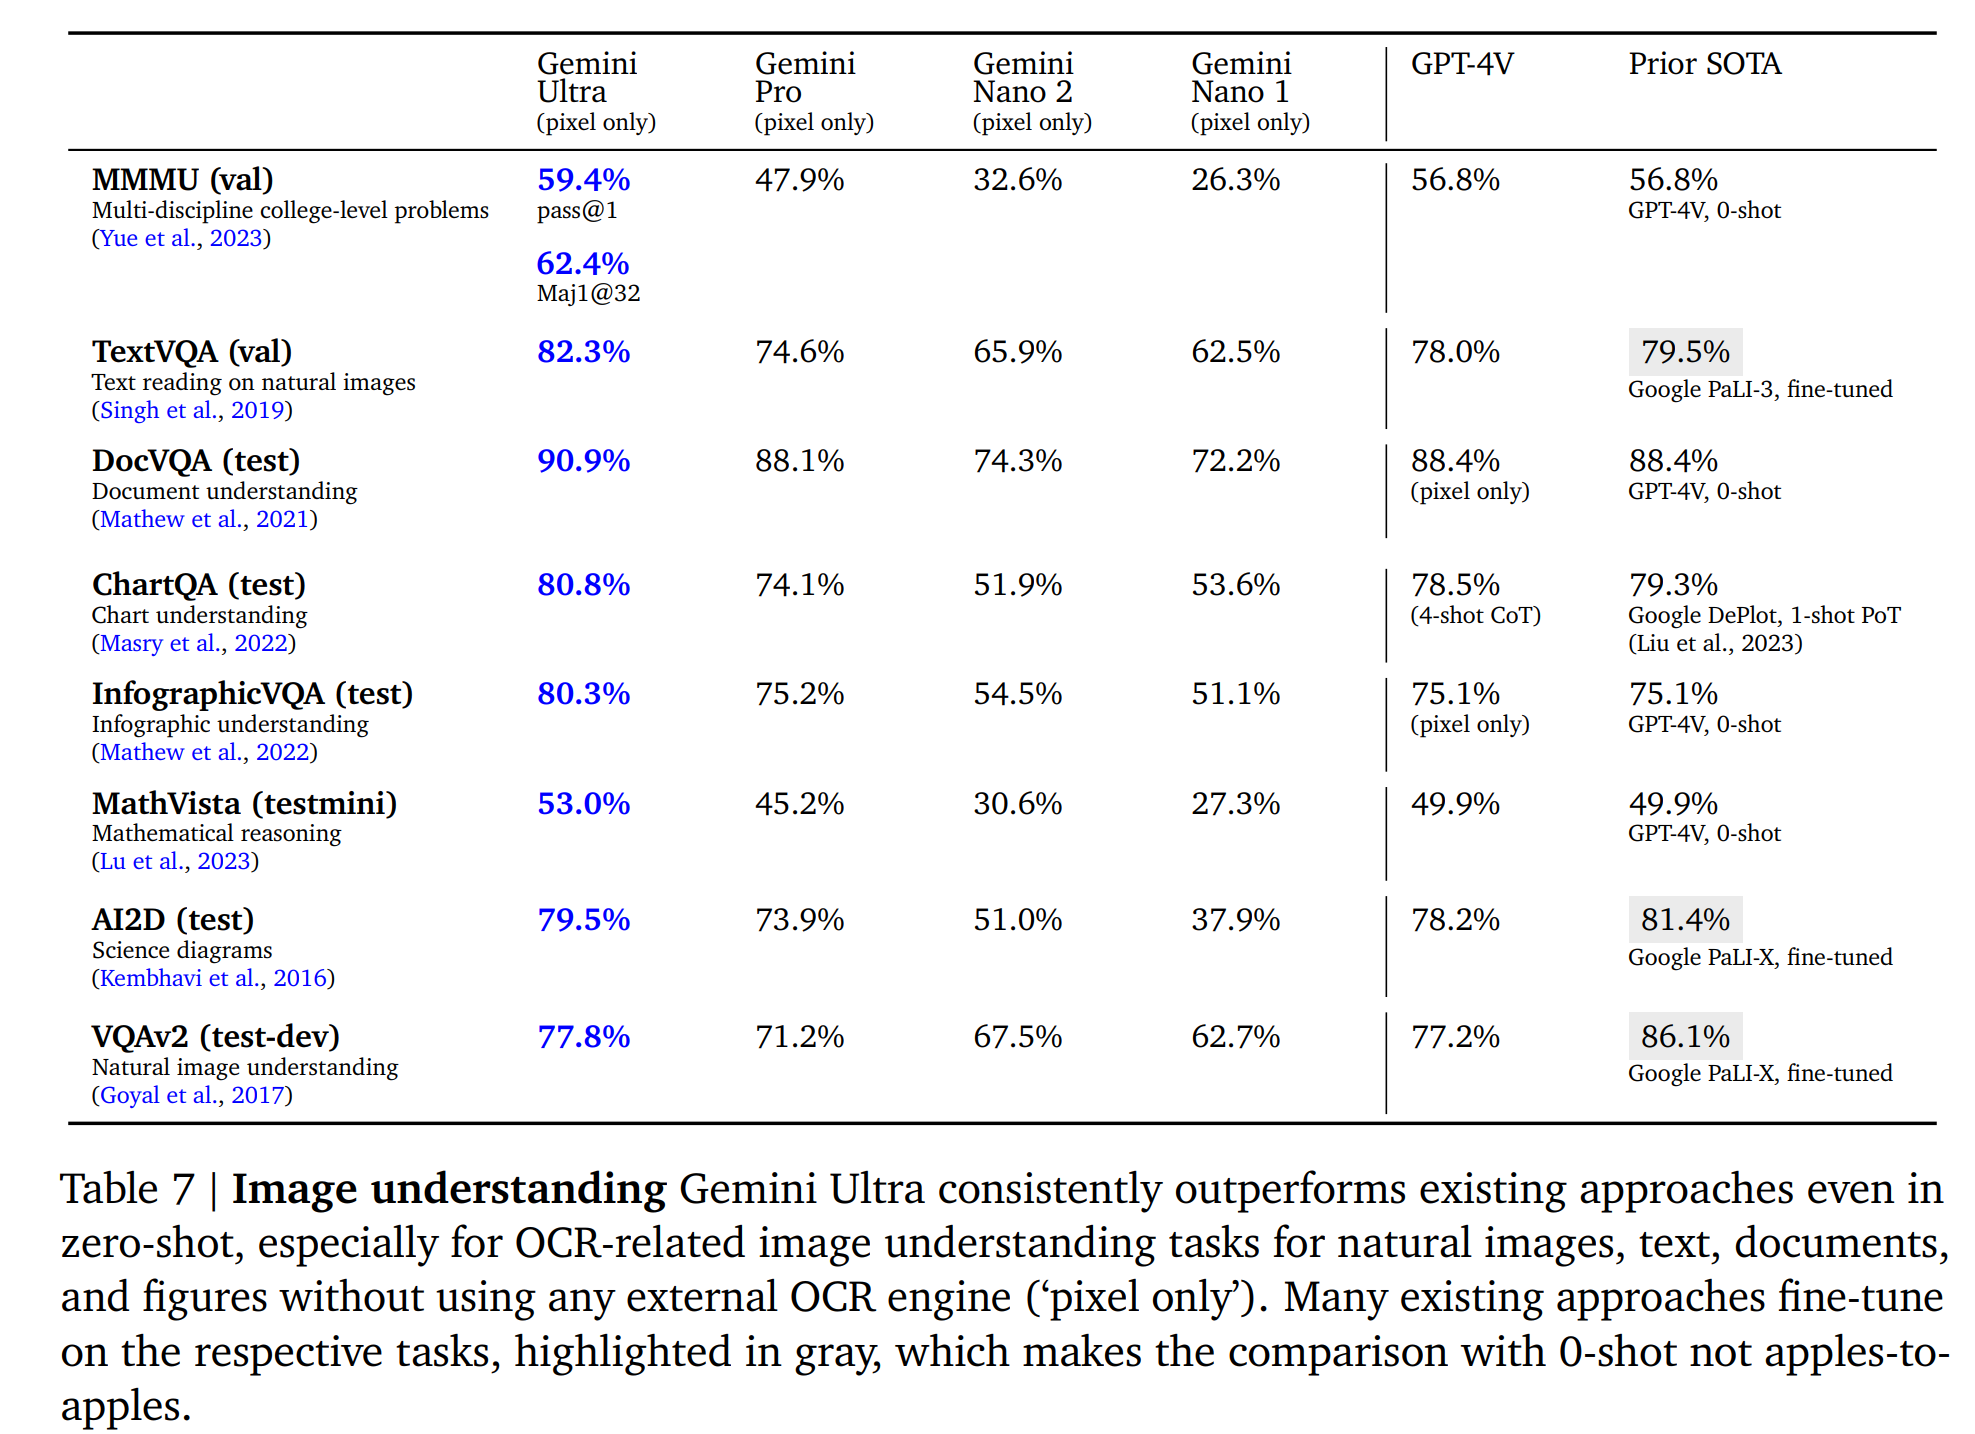 Gemini Ultra (pixel only) Gemini Pro (pixel only) Gemini Nano 2 (pixel only) Gemini Nano 1 (pixel only) GPT-4V Prior SOTA
MMMU (val) 59.4% 47.9% 32.6% 26.3% 56.8% 56.8%
Multi-discipline college-level problems pass@1 GPT-4V, 0-shot
(Yue et al., 2023)
62.4%
Maj1@32
TextVQA (val) 82.3% 74.6% 65.9% 62.5% 78.0% 79.5%
Text reading on natural images Google PaLI-3, fine-tuned
(Singh et al., 2019)
DocVQA (test) 90.9% 88.1% 74.3% 72.2% 88.4% 88.4%
Document understanding (pixel only) GPT-4V, 0-shot
(Mathew et al., 2021)
ChartQA (test) 80.8% 74.1% 51.9% 53.6% 78.5% 79.3%
Chart understanding (4-shot CoT) Google DePlot, 1-shot PoT
(Masry et al., 2022) (Liu et al., 2023)
InfographicVQA (test) 80.3% 75.2% 54.5% 51.1% 75.1% 75.1%
Infographic understanding (pixel only) GPT-4V, 0-shot
(Mathew et al., 2022)
MathVista (testmini) 53.0% 45.2% 30.6% 27.3% 49.9% 49.9%
Mathematical reasoning GPT-4V, 0-shot
(Lu et al., 2023)
AI2D (test) 79.5% 73.9% 51.0% 37.9% 78.2% 81.4%
Science diagrams Google PaLI-X, fine-tuned
(Kembhavi et al., 2016)
VQAv2 (test-dev) 77.8% 71.2% 67.5% 62.7% 77.2% 86.1%
Natural image understanding Google PaLI-X, fine-tuned
(Goyal et al., 2017)
Table 7 | Image understanding Gemini Ultra consistently outperforms existing approaches even in
zero-shot, especially for OCR-related image understanding tasks for natural images, text, documents,
and figures without using any external OCR engine (‘pixel only’). Many existing approaches fine-tune
on the respective tasks, highlighted in gray, which makes the comparison with 0-shot not apples-to-
apples.